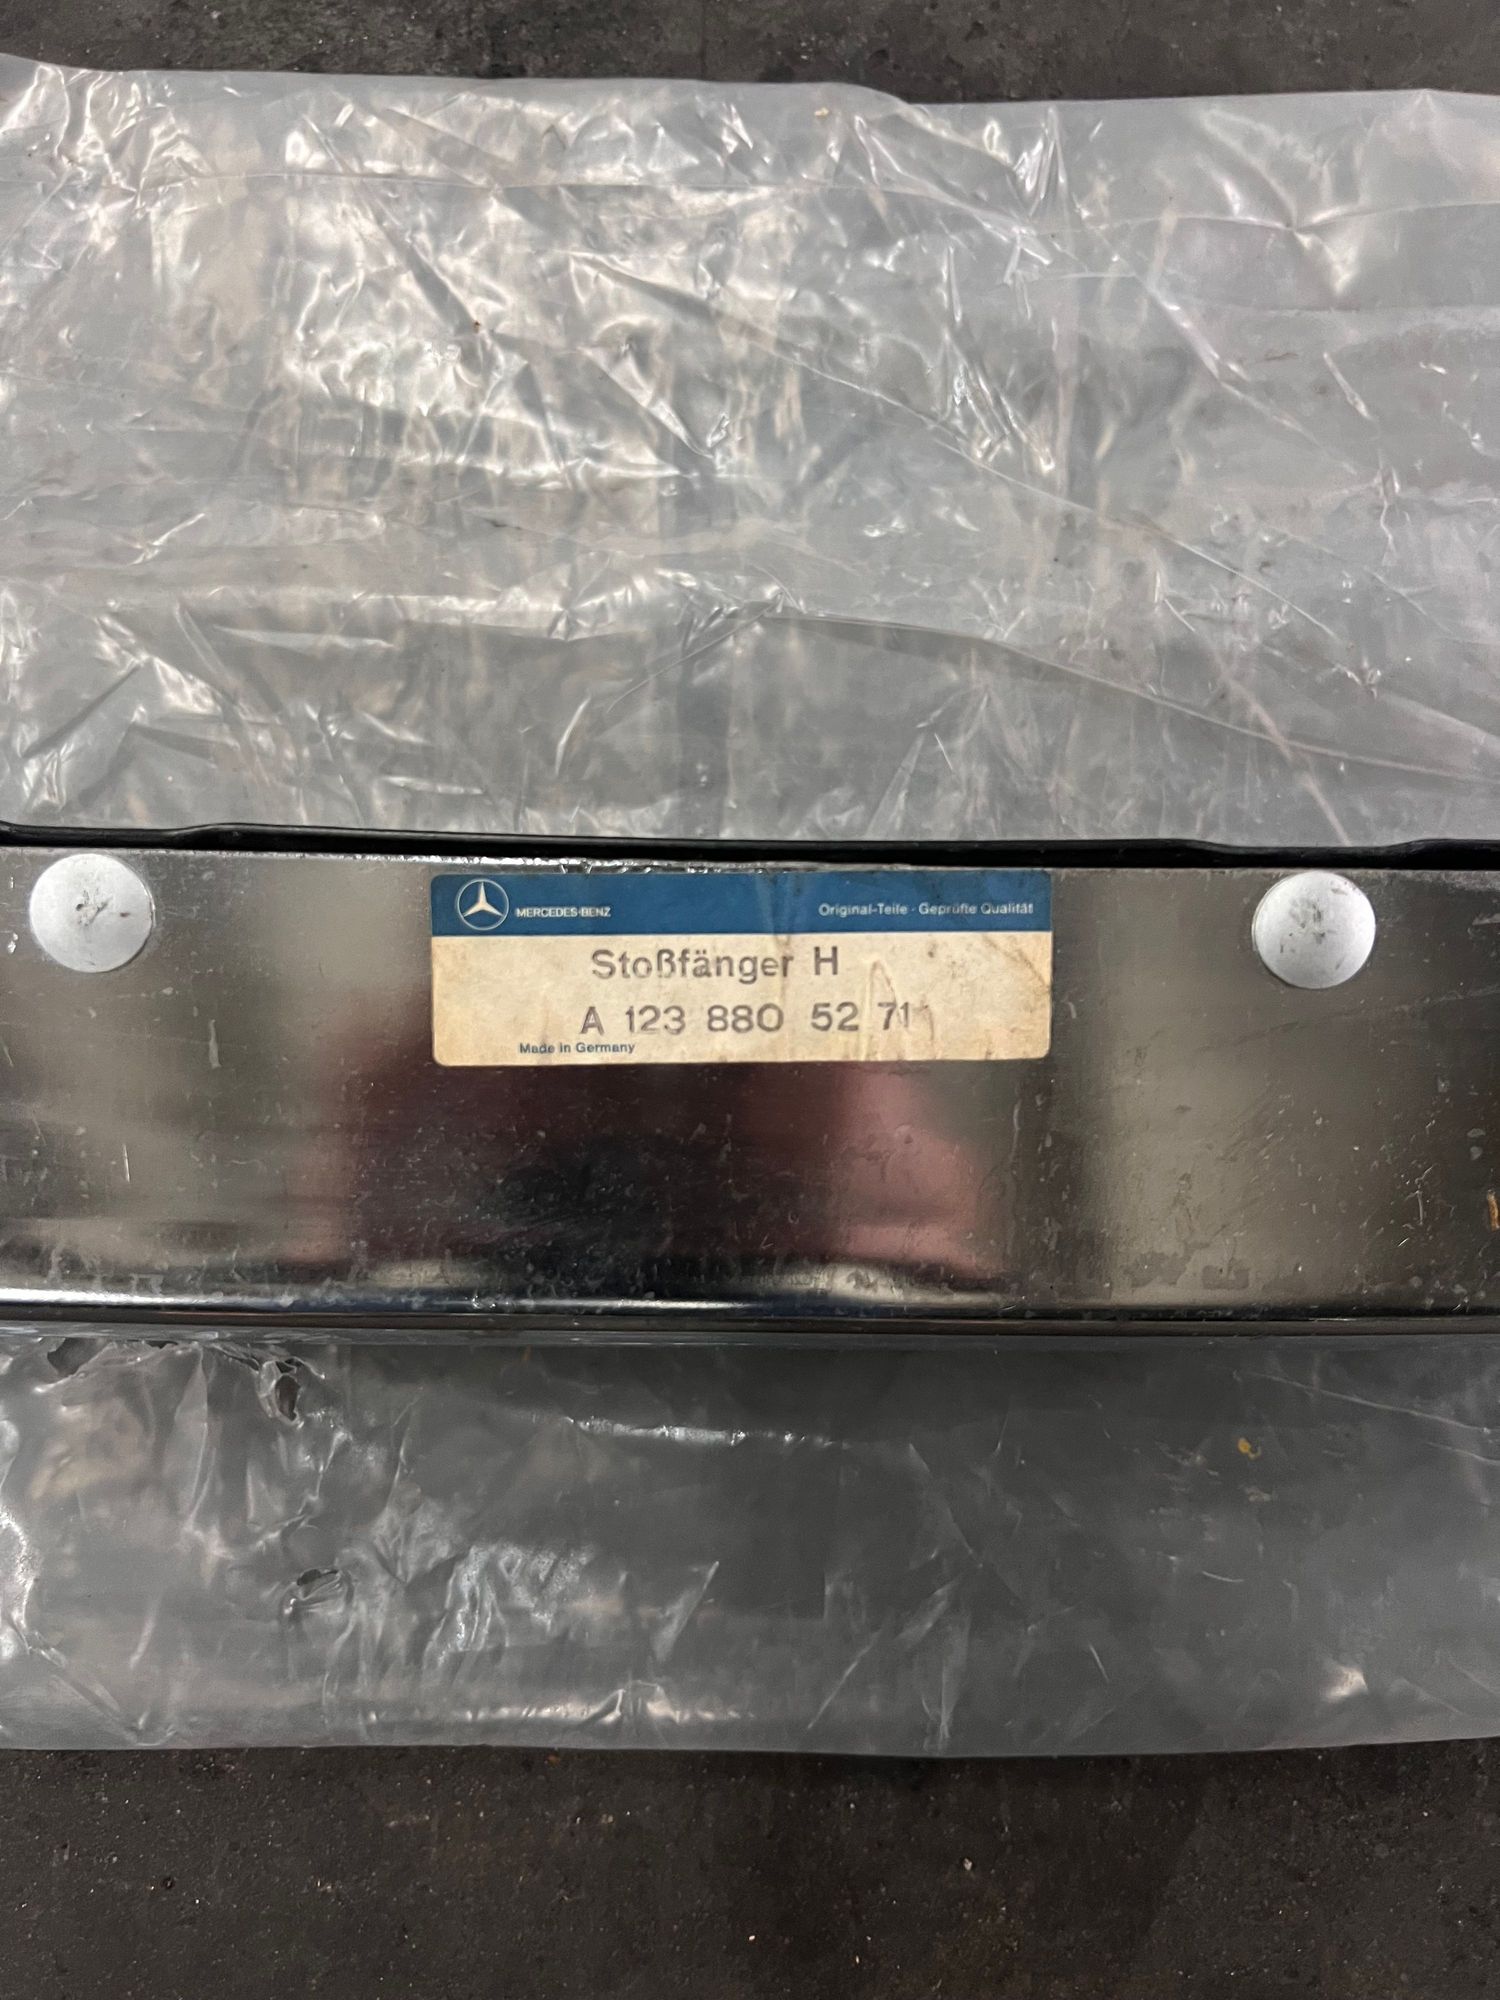 MERCEDES-BENZ Original-Teile · Geprüfte Qualität
Stoßfänger H
A 123 880 52 71
Made in Germany